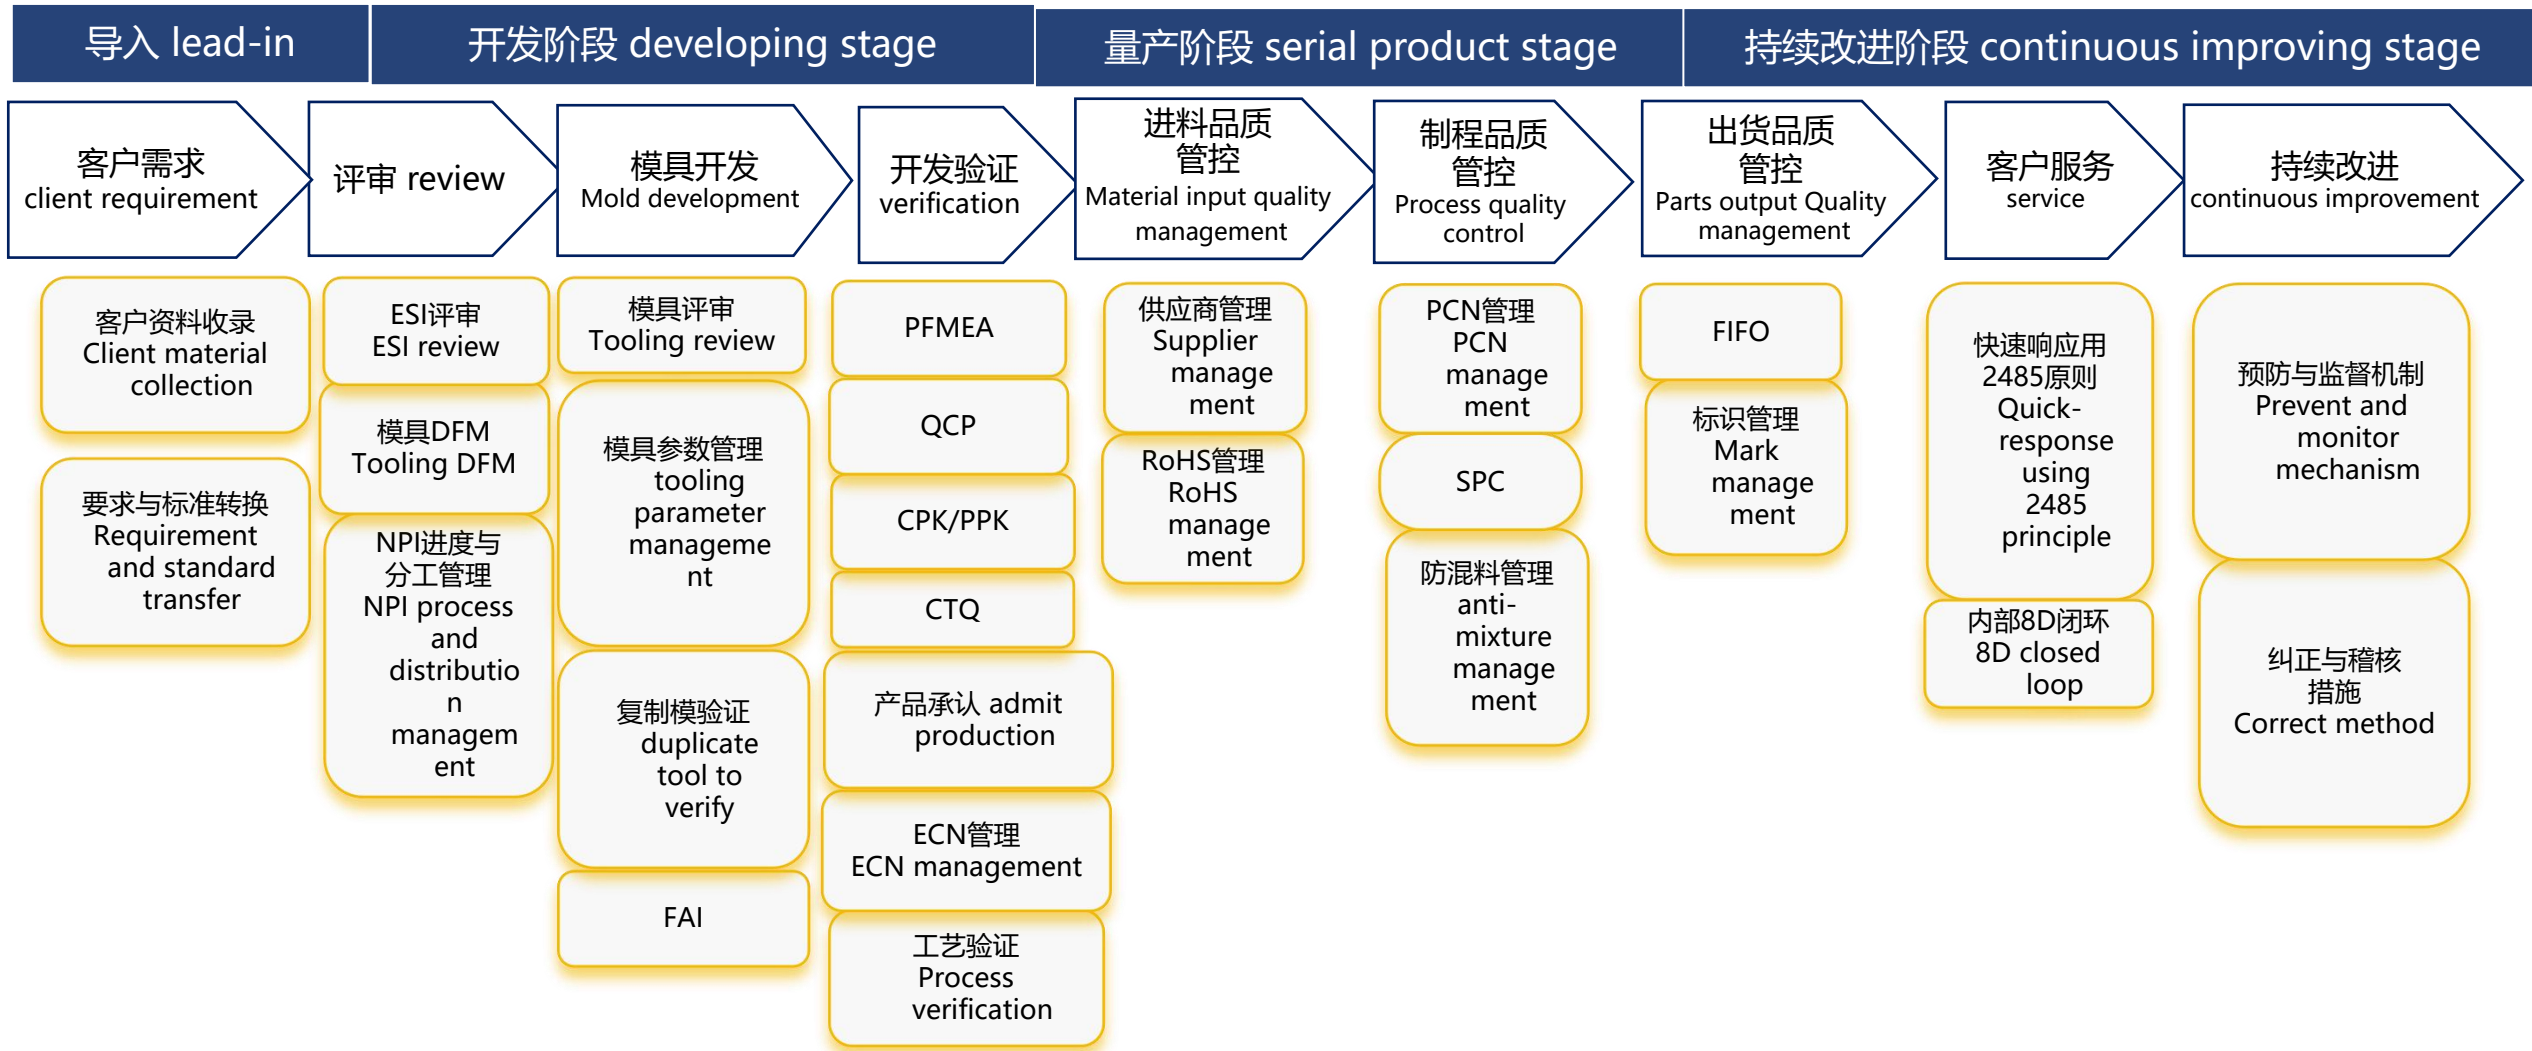 导入 lead-in
开发阶段 developing stage
量产阶段 serial product stage
持续改进阶段 continuous improving stage
客户需求
client requirement
评审 review
模具开发
Mold development
开发验证
verification
进料品质
管控
Material input quality
management
制程品质
管控
Process quality
control
出货品质
管控
Parts output Quality
management
客户服务
service
持续改进
continuous improvement
客户资料收录
Client material
collection
要求与标准转换
Requirement
and standard
transfer
ESI评审
ESI review
模具DFM
Tooling DFM
NPI进度与
分工管理
NPI process
and
distributio
n
managem
ent
模具评审
Tooling review
模具参数管理
tooling
parameter
manageme
nt
复制模验证
duplicate
tool to
verify
FAI
PFMEA
QCP
CPK/PPK
CTQ
产品承认 admit
production
ECN管理
ECN management
工艺验证
Process
verification
供应商管理
Supplier
manage
ment
RoHS管理
RoHS
manage
ment
PCN管理
PCN
manage
ment
SPC
防混料管理
anti-
mixture
manage
ment
FIFO
标识管理
Mark
manage
ment
快速响应用
2485原则
Quick-
response
using
2485
principle
内部8D闭环
8D closed
loop
预防与监督机制
Prevent and
monitor
mechanism
纠正与稽核
措施
Correct method